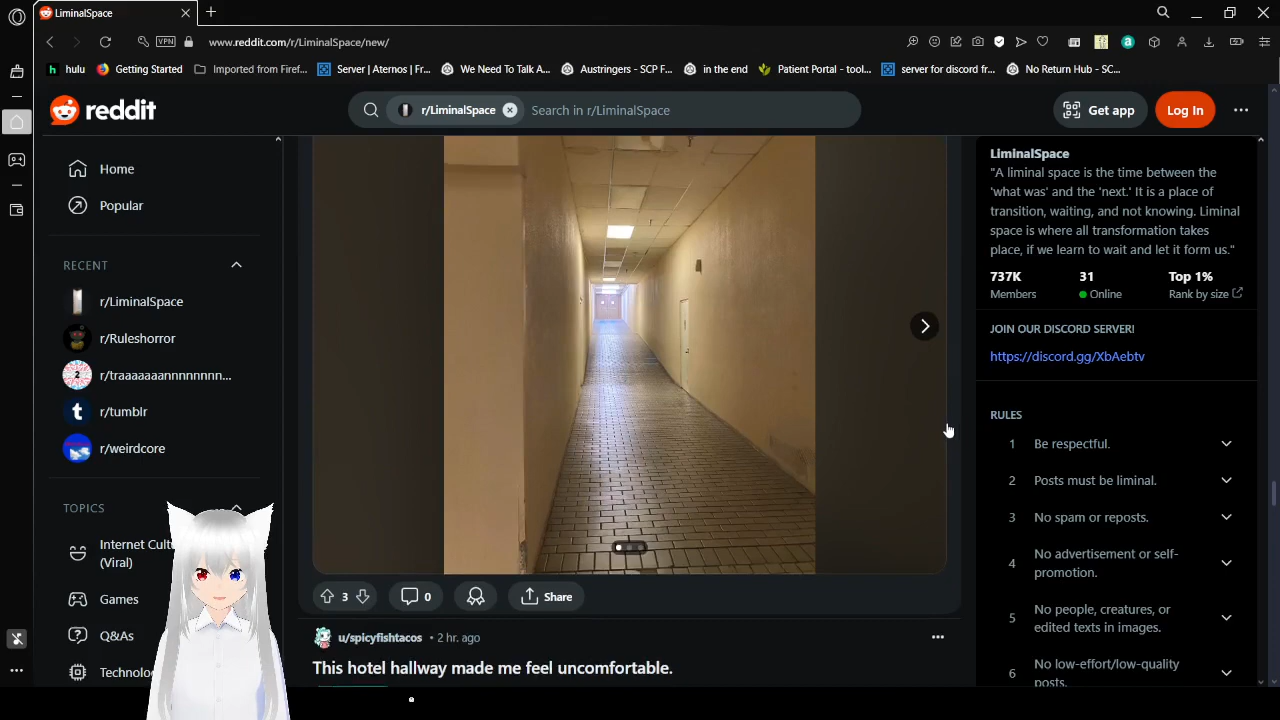 LiminalSpace
www.reddit.com/r/LiminalSpace/new/
VPN
hulu
Getting Started
Imported from Firef...
Server | Aternos | Fr...
We Need To Talk A...
Austringers - SCP F...
in the end
Patient Portal - tool...
server for discord fr...
No Return Hub - SC...
reddit
r/LiminalSpace
Search in r/LiminalSpace
Get app
Log In
Home
Popular
RECENT
r/LiminalSpace
r/Ruleshorror
r/traaaaaaannnnnnnn...
r/tumblr
r/weirdcore
TOPICS
Internet Cult
(Viral)
Games
Q&As
Technolo
3
0
Share
u/spicyfishtacos • 2 hr. ago
This hotel hallway made me feel uncomfortable.
LiminalSpace
"A liminal space is the time between the
'what was' and the 'next.' It is a place of
transition, waiting, and not knowing. Liminal
space is where all transformation takes
place, if we learn to wait and let it form us."
737K 31 Top 1%
Members Online Rank by size
JOIN OUR DISCORD SERVER!
https://discord.gg/XbAebtv
RULES
1 Be respectful.
2 Posts must be liminal.
3 No spam or reposts.
4 No advertisement or self-
promotion.
5 No people, creatures, or
edited texts in images.
6 No low-effort/low-quality
posts.